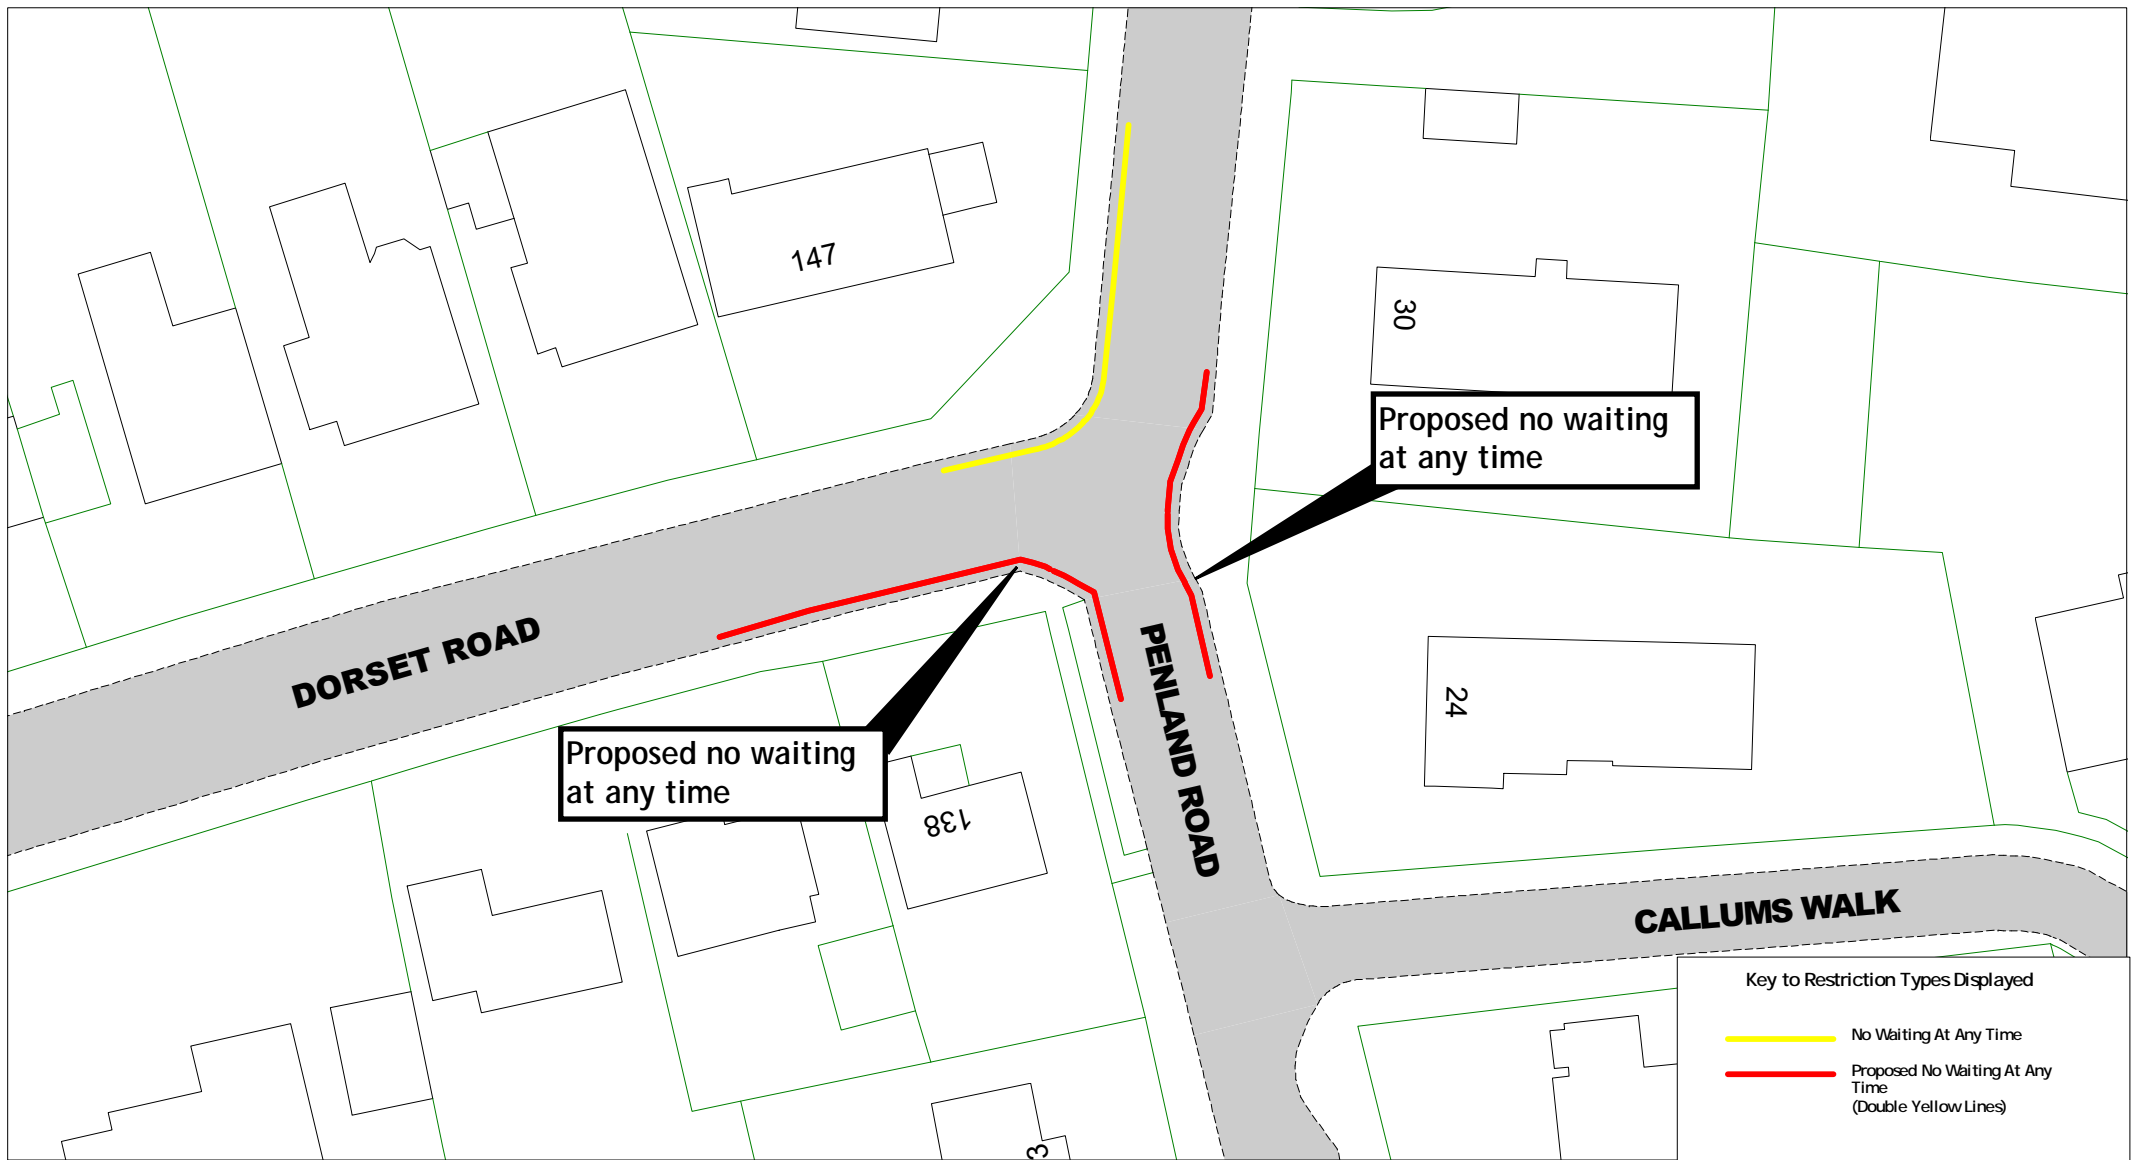 147
30
Proposed no waiting
at any time
DORSET ROAD
PENLAND ROAD
24
Proposed no waiting
at any time
138
CALLUMS WALK
Key to Restriction Types Displayed
No Waiting At Any Time
Proposed No Waiting At Any
Time
(Double Yellow Lines)
3